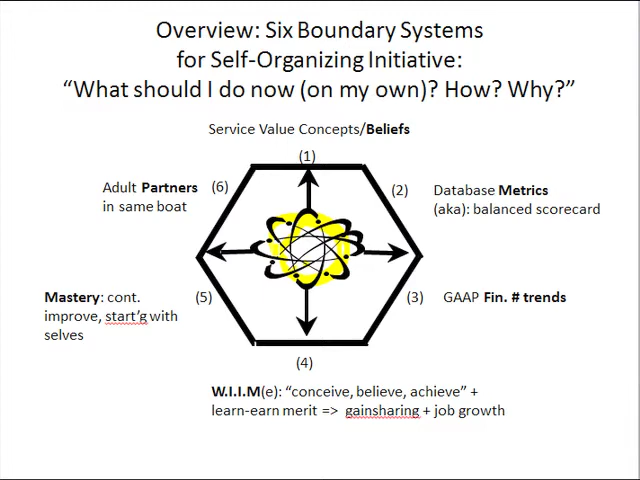 Overview: Six Boundary Systems
for Self-Organizing Initiative:
“What should I do now (on my own)? How? Why?”
Service Value Concepts/Beliefs
(1)
Adult Partners (6)
in same boat
(2) Database Metrics
(aka): balanced scorecard
Mastery: cont. (5)
improve, start’g with
selves
(3) GAAP Fin. # trends
(4)
W.I.I.M(e): “conceive, believe, achieve” +
learn-earn merit => gainsharing + job growth